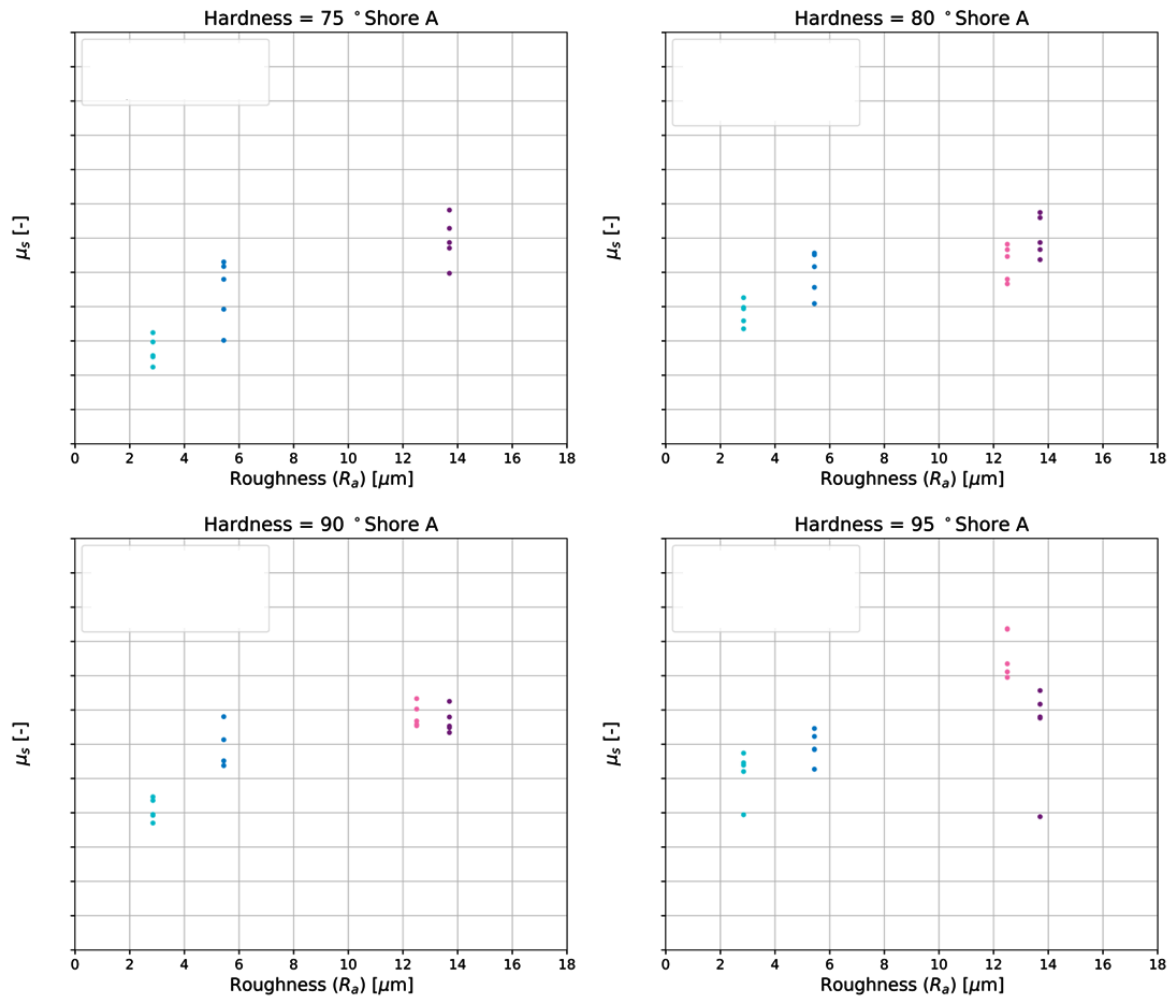 Hardness = 75 °Shore A
μs [-]
0 2 4 6 8 10 12 14 16 18
Roughness (Ra) [μm]
Hardness = 80 °Shore A
μs [-]
0 2 4 6 8 10 12 14 16 18
Roughness (Ra) [μm]
Hardness = 90 °Shore A
μs [-]
0 2 4 6 8 10 12 14 16 18
Roughness (Ra) [μm]
Hardness = 95 °Shore A
μs [-]
0 2 4 6 8 10 12 14 16 18
Roughness (Ra) [μm]